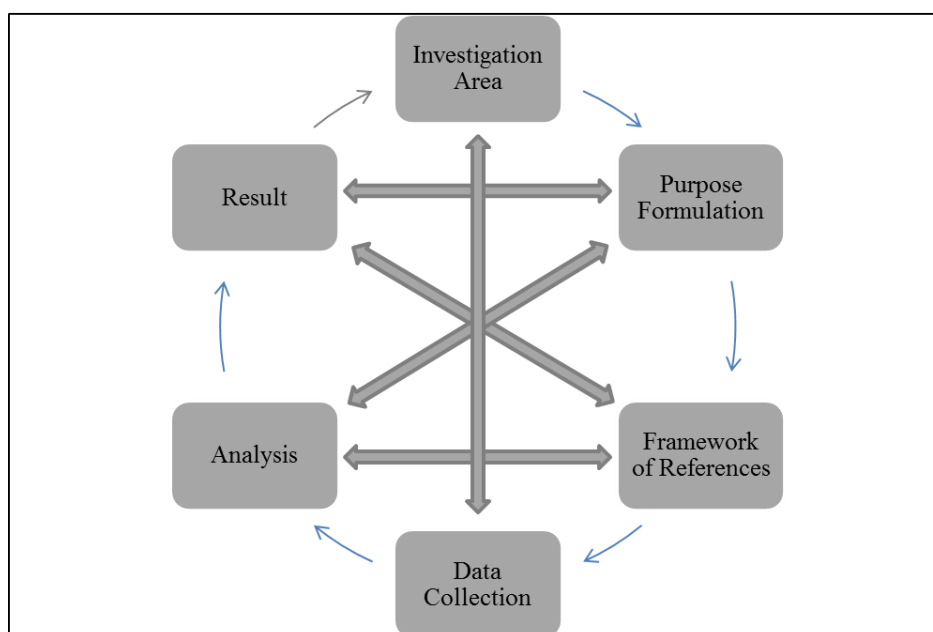 Investigation
Area
Purpose
Formulation
Framework
of References
Data
Collection
Analysis
Result